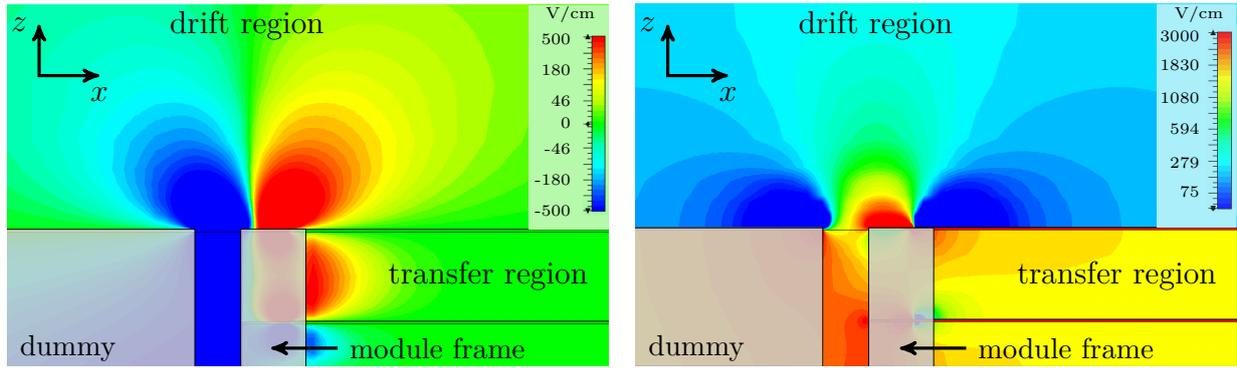 z
drift region
V/cm
500
180
46
0
-46
-180
-500
x
transfer region
dummy
module frame
z
drift region
V/cm
3000
1830
1080
594
279
75
x
transfer region
dummy
module frame